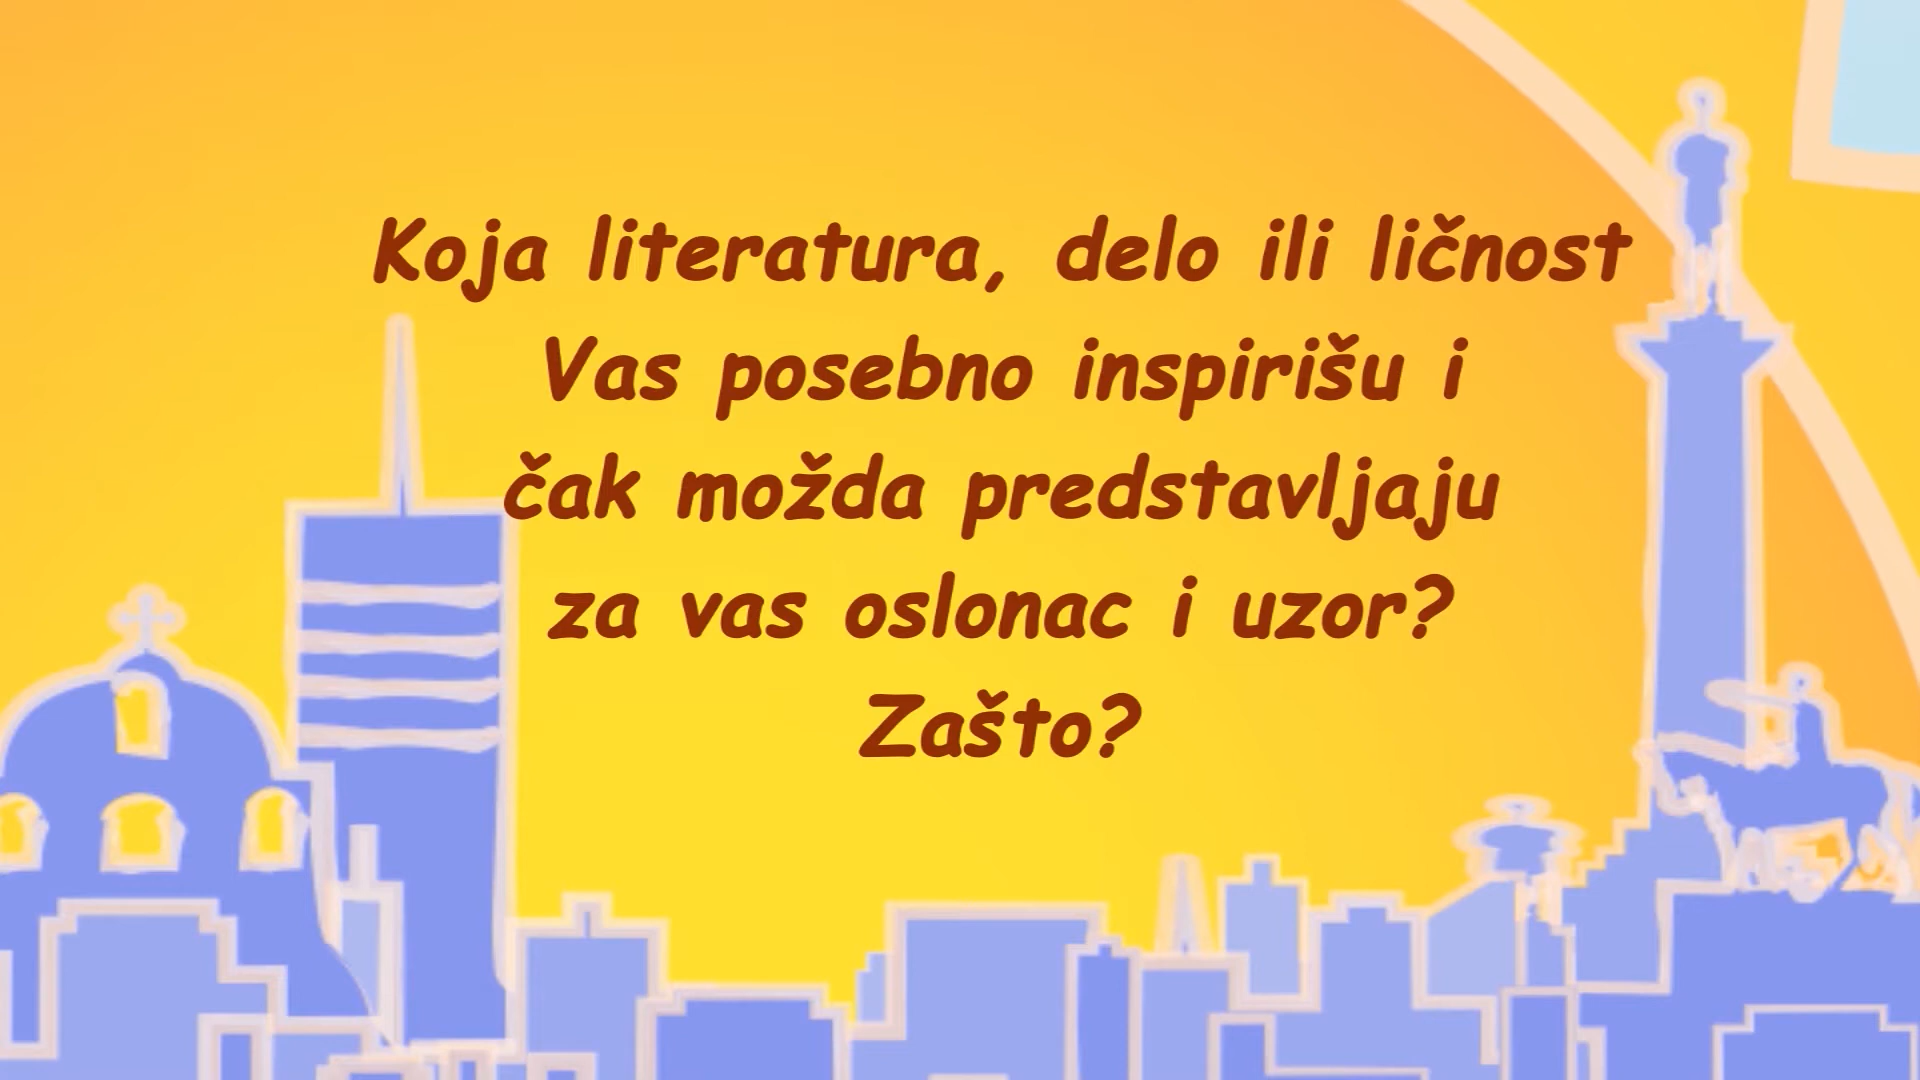 Koja literatura, delo ili ličnost
Vas posebno inspirišu i
čak možda predstavljaju
za vas oslonac i uzor?
Zašto?